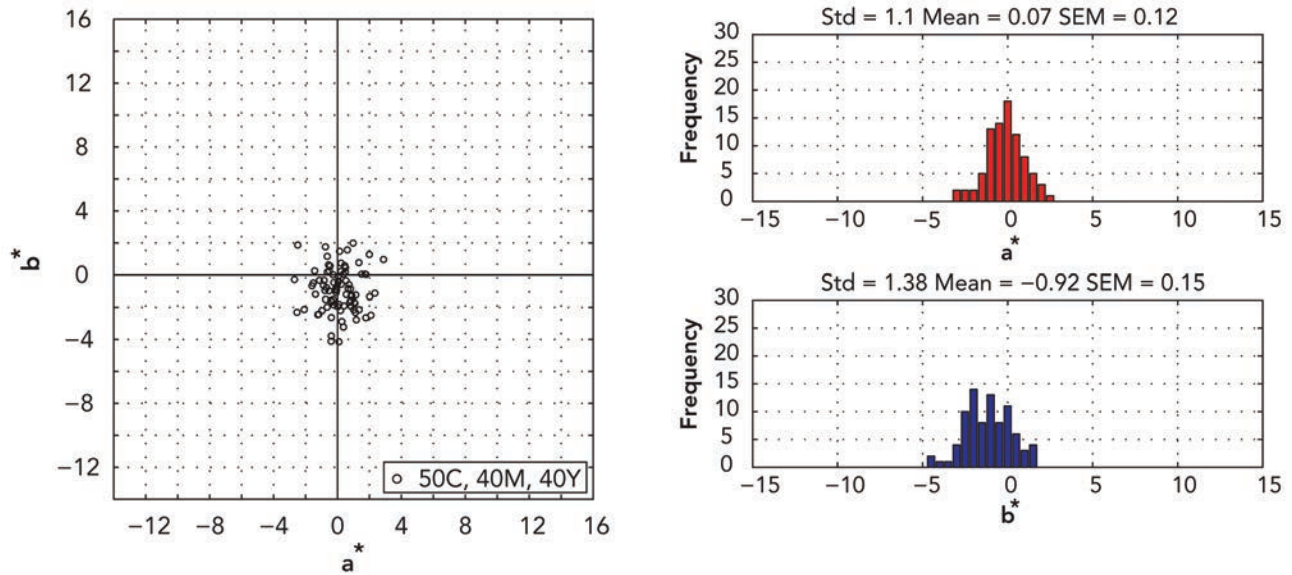 16
12
8
4
0
−4
−8
−12
b*
−12 −8 −4 0 4 8 12 16
a*
50C, 40M, 40Y
Std = 1.1 Mean = 0.07 SEM = 0.12
30
25
20
15
10
5
0
Frequency
−15 −10 −5 0 5 10 15
a*
Std = 1.38 Mean = −0.92 SEM = 0.15
30
25
20
15
10
5
0
Frequency
−15 −10 −5 0 5 10 15
b*